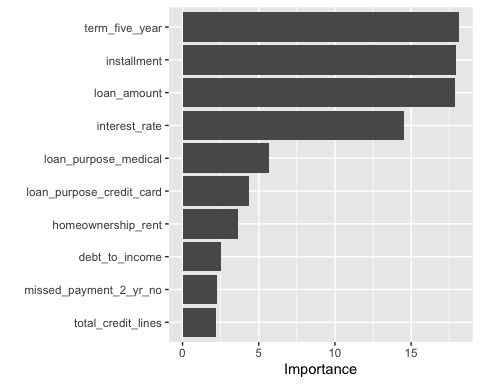 term_five_year
installment
loan_amount
interest_rate
loan_purpose_medical
loan_purpose_credit_card
homeownership_rent
debt_to_income
missed_payment_2_yr_no
total_credit_lines
0 5 10 15
Importance